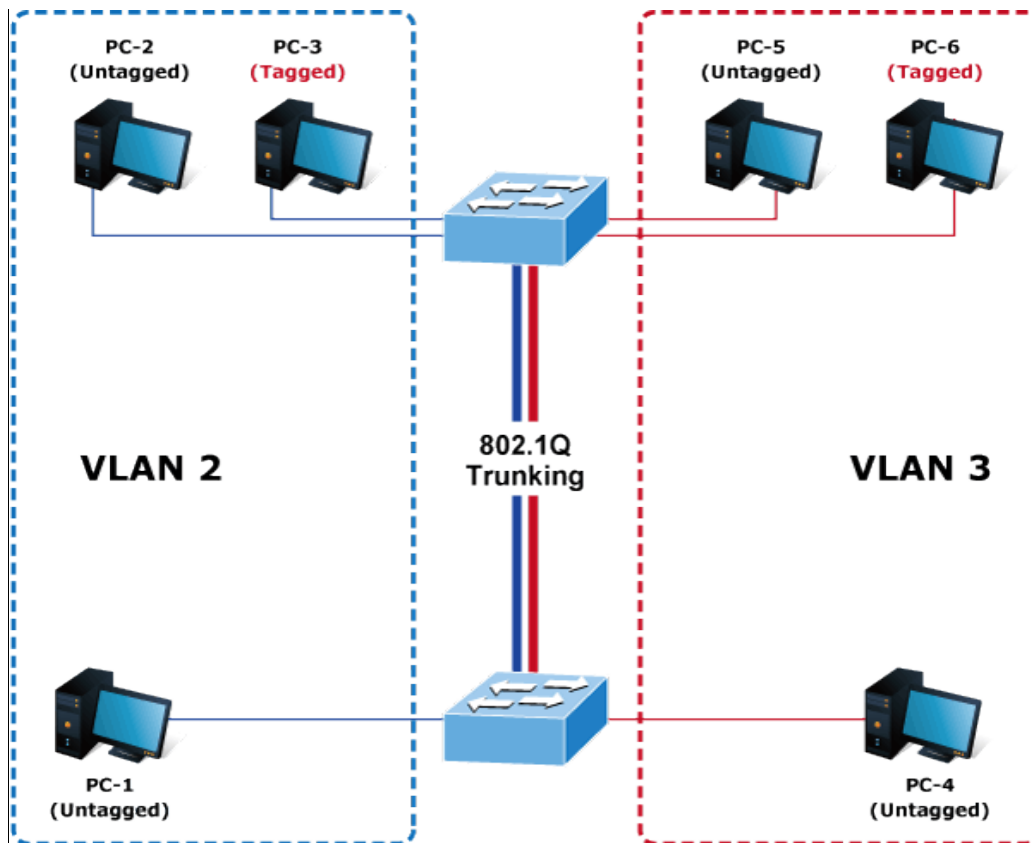 PC-2
(Untagged)
PC-3
(Tagged)
PC-5
(Untagged)
PC-6
(Tagged)
802.1Q
Trunking
VLAN 2
VLAN 3
PC-1
(Untagged)
PC-4
(Untagged)